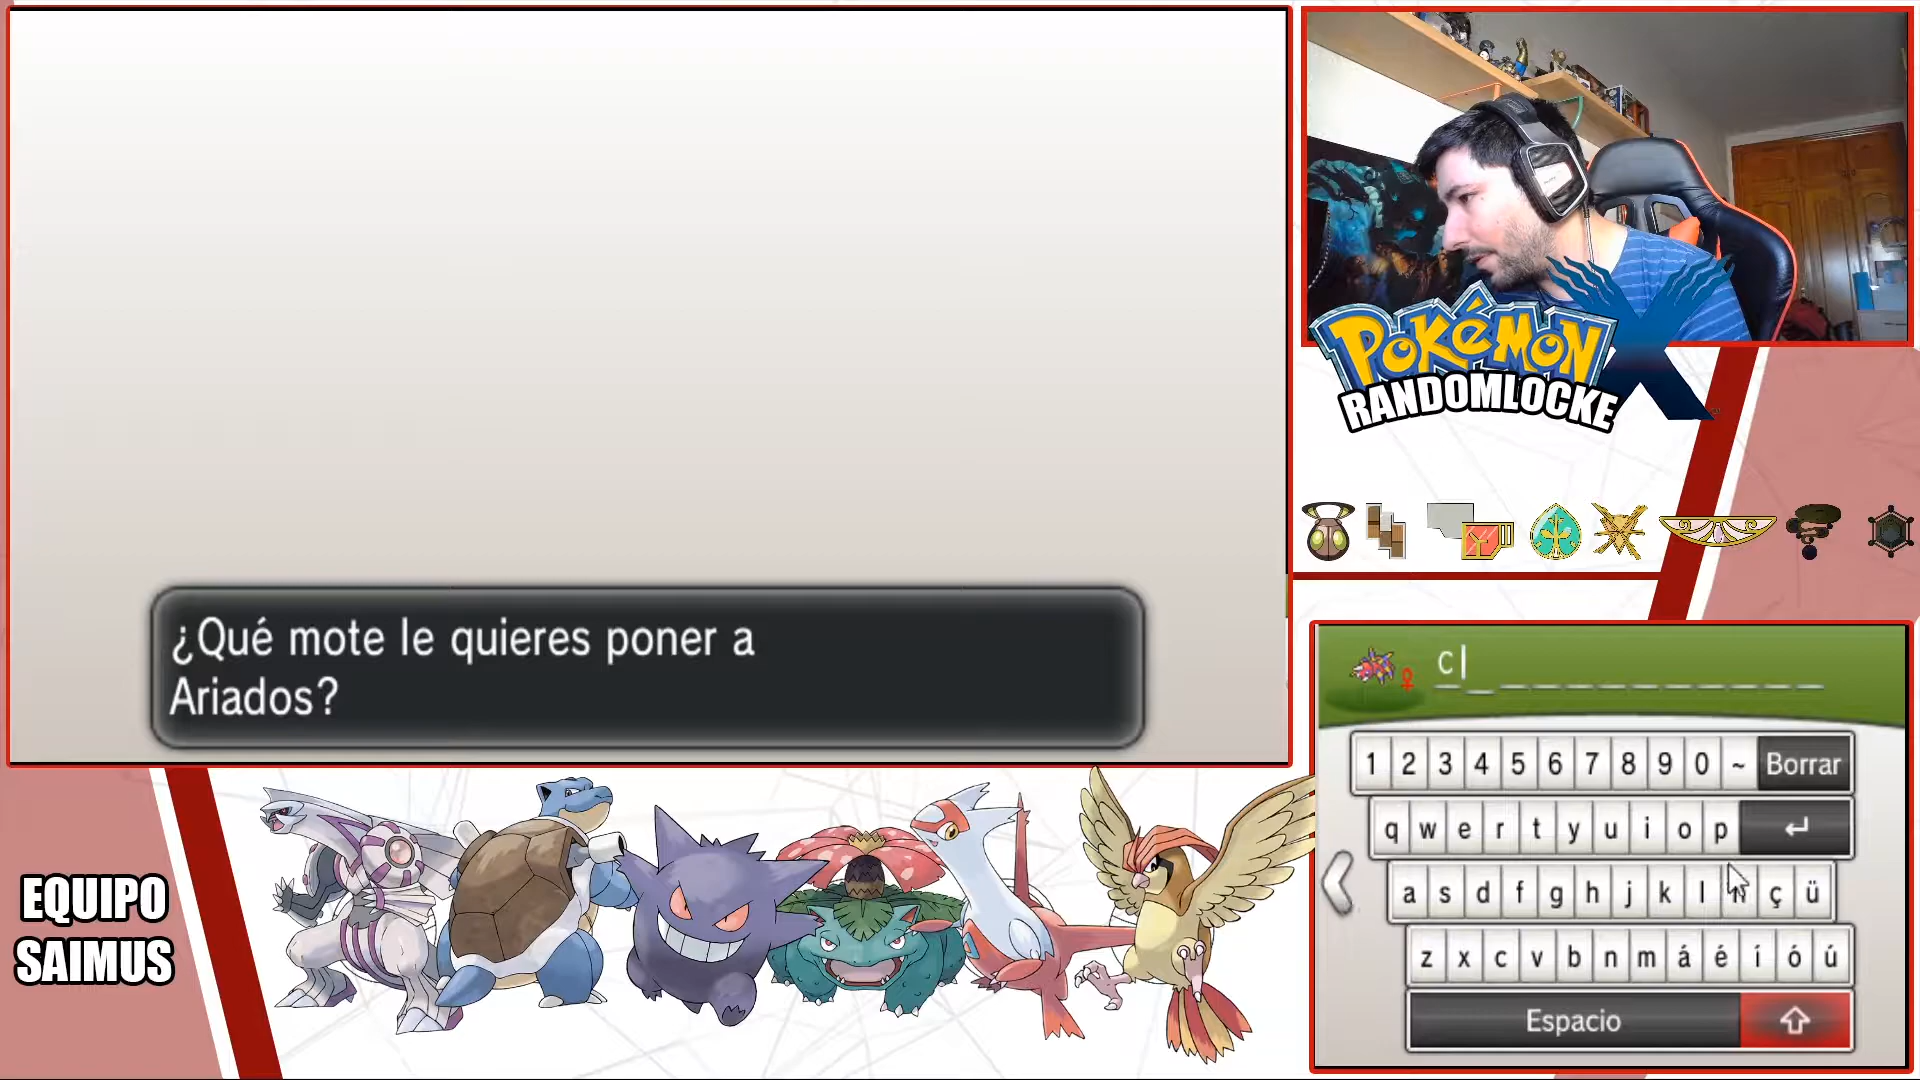 ¿Qué mote le quieres poner a
Ariados?
POKÉMON X
RANDOMLOCKE
EQUIPO
SAIMUS
C
1 2 3 4 5 6 7 8 9 0 ~ Borrar
q w e r t y u i o p ↵
a s d f g h j k l ñ ç ü
z x c v b n m á é í ó ú
Espacio